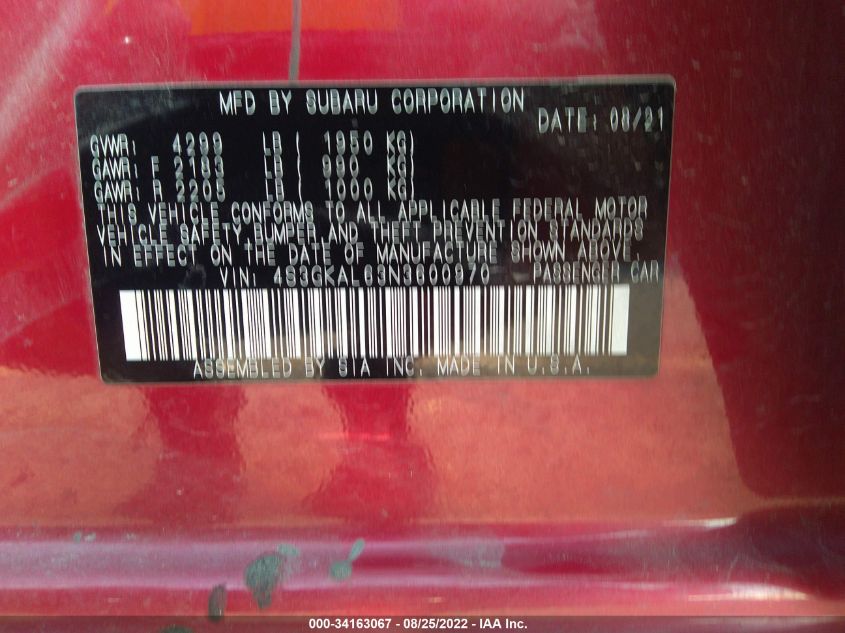 MFD BY SUBARU CORPORATION
DATE: 08/21
GVWR: 4299 LB ( 1950 KG)
GAWR: F 2183 LB ( 990 KG)
GAWR: R 2205 LB ( 1000 KG)
THIS VEHICLE CONFORMS TO ALL APPLICABLE FEDERAL MOTOR
VEHICLE SAFETY, BUMPER, AND THEFT PREVENTION STANDARDS
IN EFFECT ON THE DATE OF MANUFACTURE SHOWN ABOVE.
VIN: 4S3GKAL63N3600970 PASSENGER CAR
ASSEMBLED BY SIA INC. MADE IN U.S.A.
000-34163067 - 08/25/2022 - IAA Inc.